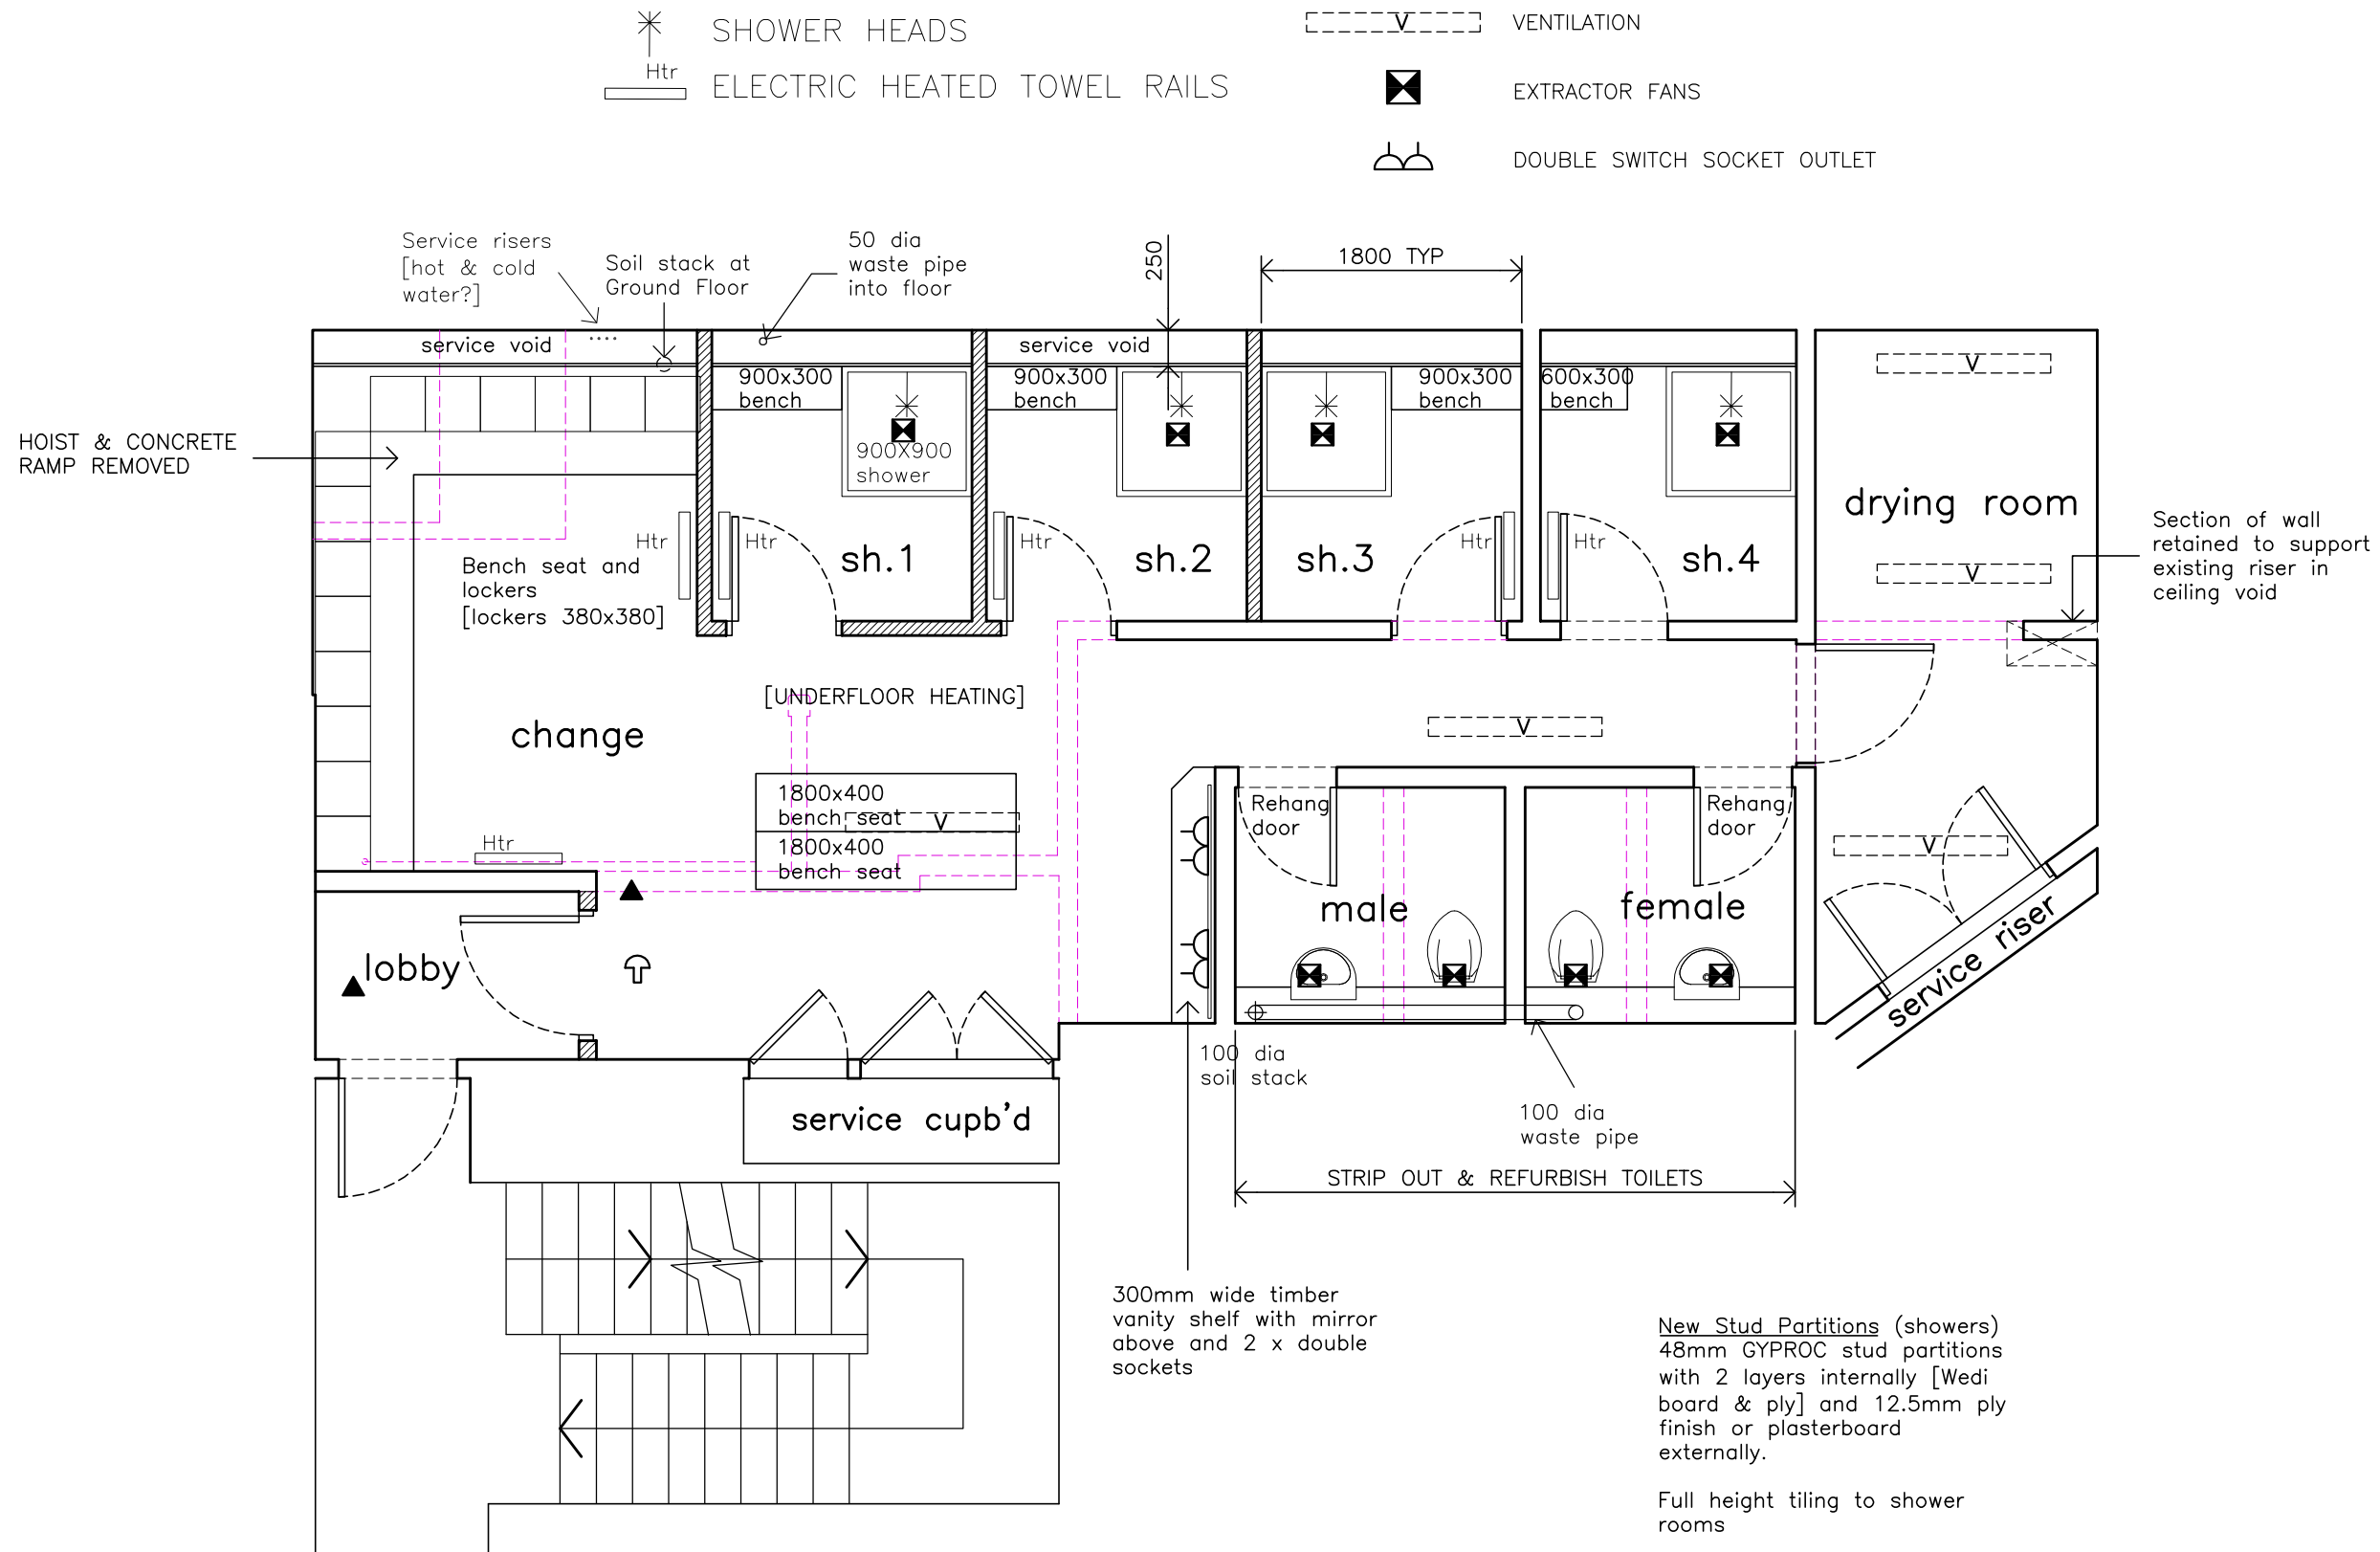 SHOWER HEADS
Htr
ELECTRIC HEATED TOWEL RAILS
V
VENTILATION
EXTRACTOR FANS
DOUBLE SWITCH SOCKET OUTLET
Service risers
[hot & cold
water?]
Soil stack at
Ground Floor
50 dia
waste pipe
into floor
250
1800 TYP
service void
service void
900x300
bench
900x300
bench
900x300
bench
600x300
bench
V
HOIST & CONCRETE
RAMP REMOVED
900X900
shower
drying room
Section of wall
retained to support
existing riser in
ceiling void
Htr
Htr
Htr
Htr
Htr
sh.1
sh.2
sh.3
sh.4
V
Bench seat and
lockers
[lockers 380x380]
[UNDERFLOOR HEATING]
change
V
1800x400
bench seat
V
1800x400
bench seat
Htr
Rehang
door
Rehang
door
V
male
female
lobby
service riser
100 dia
soil stack
service cupb'd
100 dia
waste pipe
STRIP OUT & REFURBISH TOILETS
300mm wide timber
vanity shelf with mirror
above and 2 x double
sockets
New Stud Partitions (showers)
48mm GYPROC stud partitions
with 2 layers internally [Wedi
board & ply] and 12.5mm ply
finish or plasterboard
externally.
Full height tiling to shower
rooms